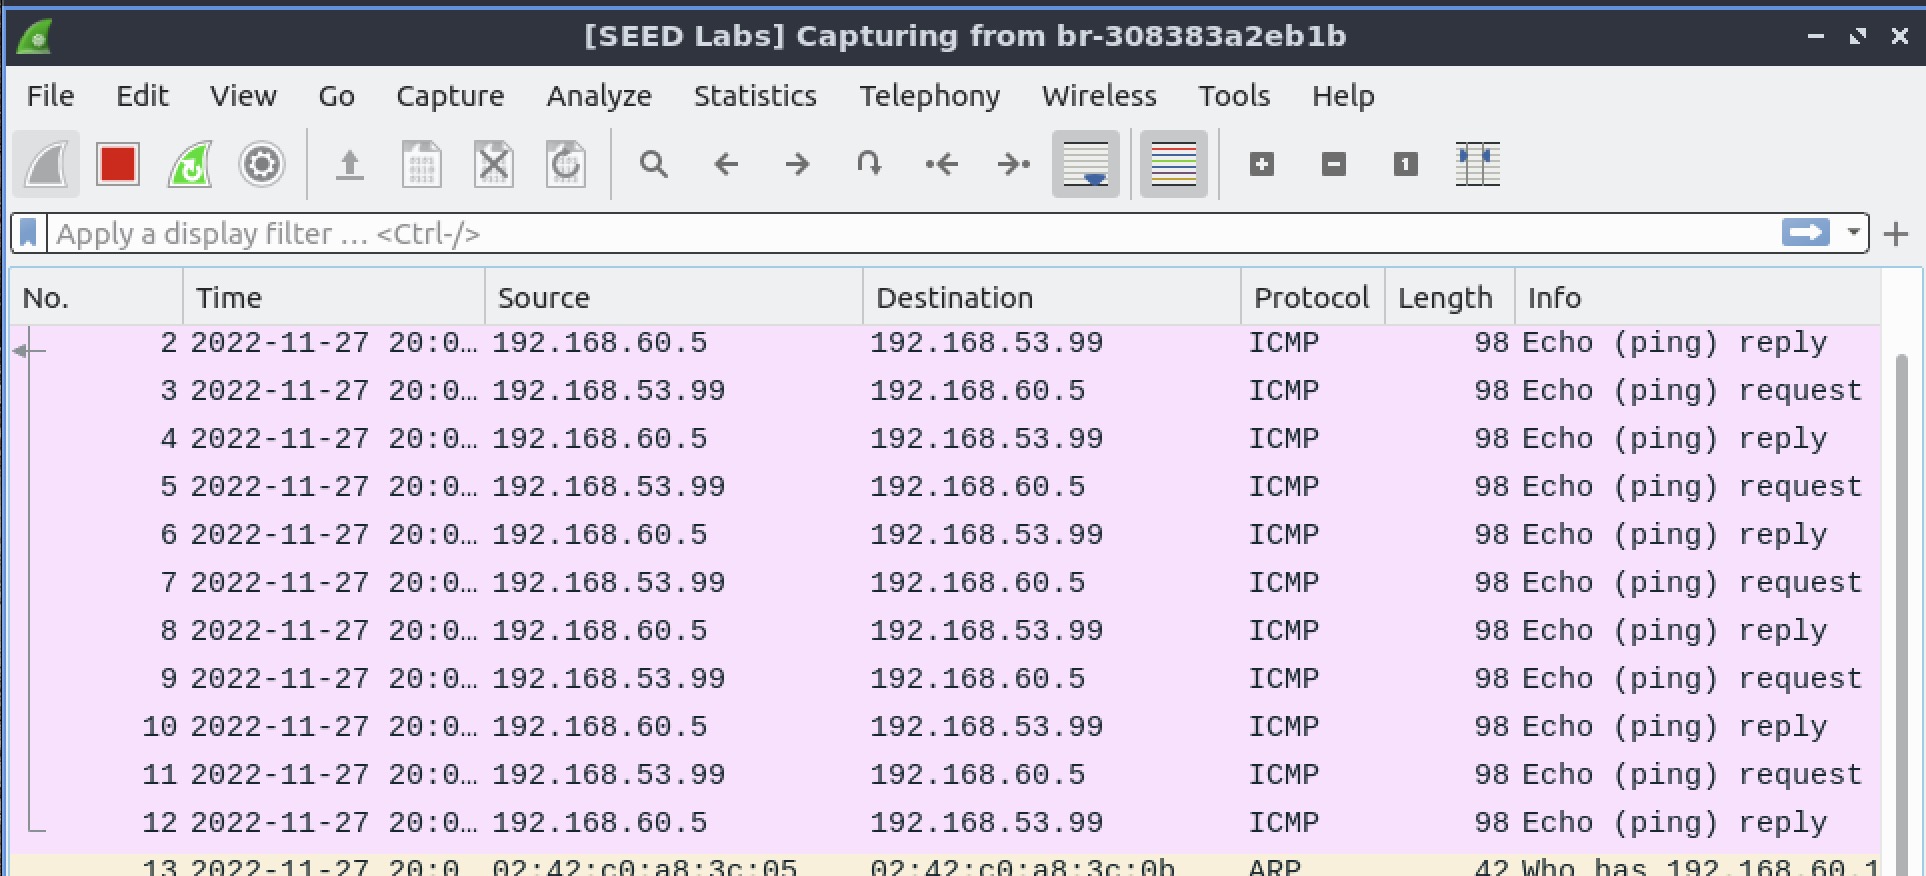 [SEED Labs] Capturing from br-308383a2eb1b
File Edit View Go Capture Analyze Statistics Telephony Wireless Tools Help
Apply a display filter … <Ctrl-/>
No. Time Source Destination Protocol Length Info
2 2022-11-27 20:0… 192.168.60.5 192.168.53.99 ICMP 98 Echo (ping) reply
3 2022-11-27 20:0… 192.168.53.99 192.168.60.5 ICMP 98 Echo (ping) request
4 2022-11-27 20:0… 192.168.60.5 192.168.53.99 ICMP 98 Echo (ping) reply
5 2022-11-27 20:0… 192.168.53.99 192.168.60.5 ICMP 98 Echo (ping) request
6 2022-11-27 20:0… 192.168.60.5 192.168.53.99 ICMP 98 Echo (ping) reply
7 2022-11-27 20:0… 192.168.53.99 192.168.60.5 ICMP 98 Echo (ping) request
8 2022-11-27 20:0… 192.168.60.5 192.168.53.99 ICMP 98 Echo (ping) reply
9 2022-11-27 20:0… 192.168.53.99 192.168.60.5 ICMP 98 Echo (ping) request
10 2022-11-27 20:0… 192.168.60.5 192.168.53.99 ICMP 98 Echo (ping) reply
11 2022-11-27 20:0… 192.168.53.99 192.168.60.5 ICMP 98 Echo (ping) request
12 2022-11-27 20:0… 192.168.60.5 192.168.53.99 ICMP 98 Echo (ping) reply
13 2022-11-27 20:0 02:42:c0:a8:3c:05 02:42:c0:a8:3c:0b ARP 42 Who has 192.168.60.1